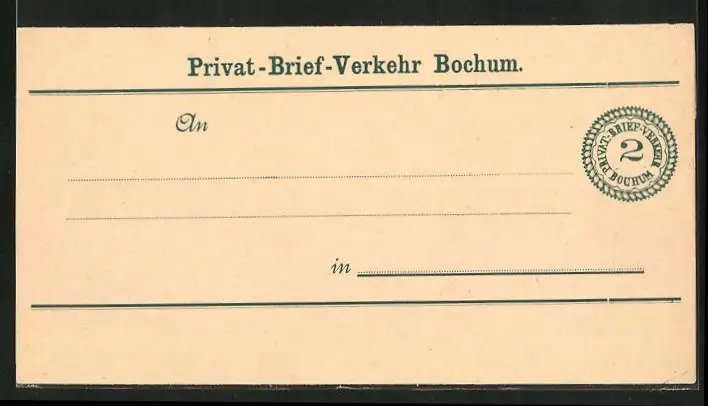 Privat-Brief-Verkehr Bochum.
An
PRIVAT-BRIEF-VERKEHR
2
BOCHUM
in